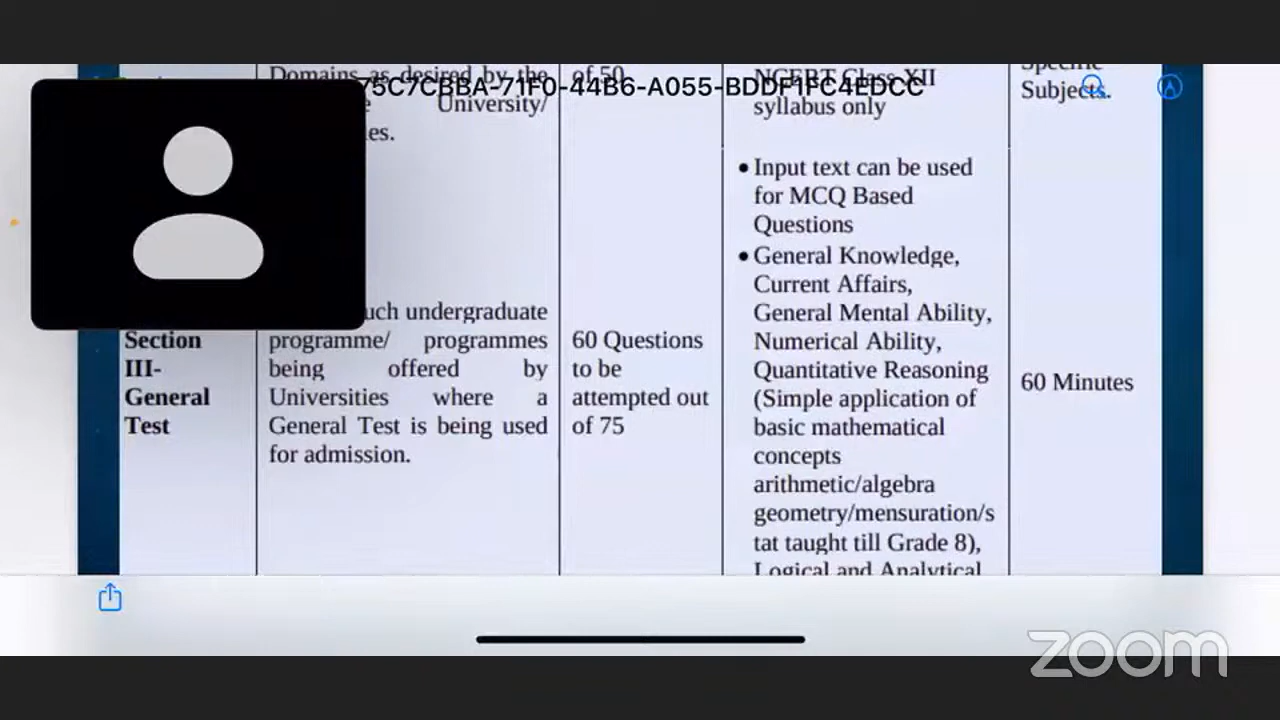 75C7CBBA-71F0-44B6-A055-BDDF1FC4EDCC
Domains as desired by the
University/
of 50
NCERT Class XII
syllabus only
Subjects.
Section
III-
General
Test
undergraduate
programme/ programmes
being offered by
Universities where a
General Test is being used
for admission.
60 Questions
to be
attempted out
of 75
• Input text can be used
for MCQ Based
Questions
• General Knowledge,
Current Affairs,
General Mental Ability,
Numerical Ability,
Quantitative Reasoning
(Simple application of
basic mathematical
concepts
arithmetic/algebra
geometry/mensuration/s
tat taught till Grade 8),
Logical and Analytical
60 Minutes
zoom